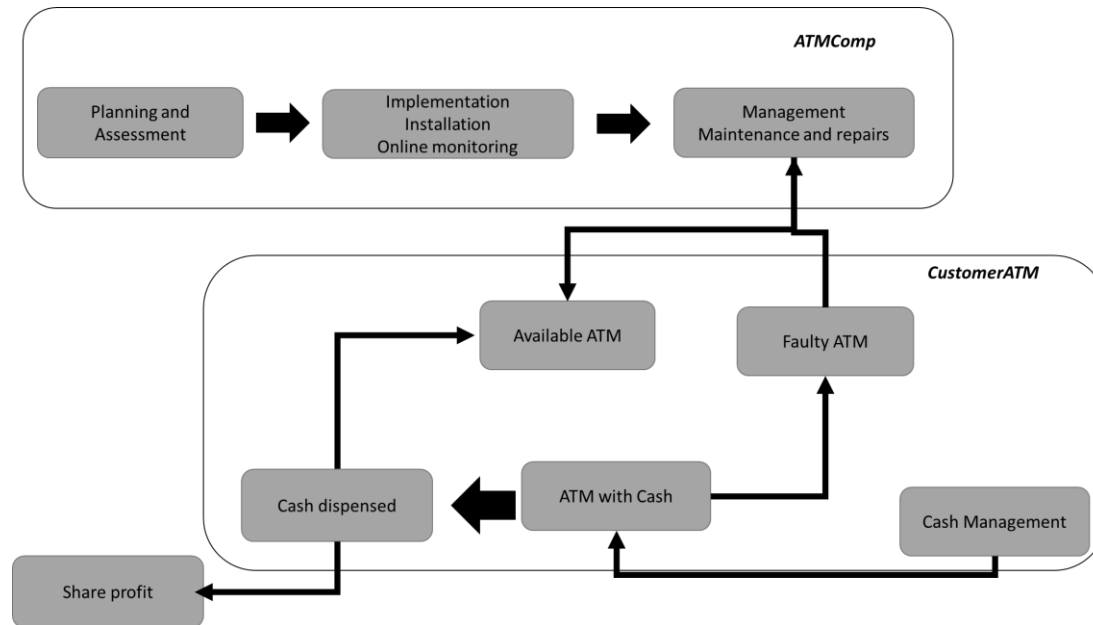 ATMComp
Planning and
Assessment
Implementation
Installation
Online monitoring
Management
Maintenance and repairs
CustomerATM
Available ATM
Faulty ATM
Cash dispensed
ATM with Cash
Cash Management
Share profit